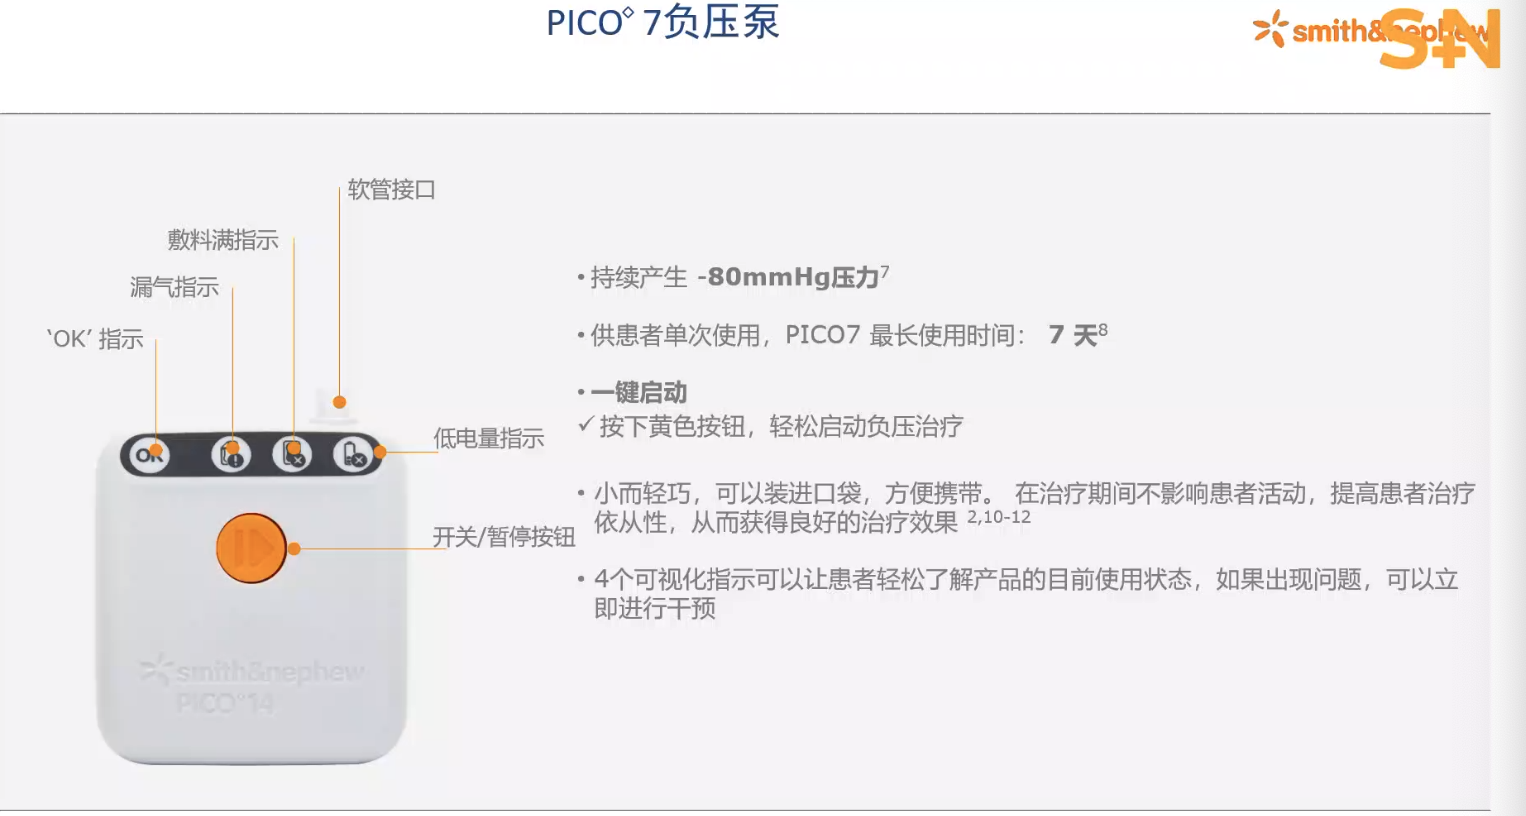 PICO◇ 7负压泵
smith&nephew
S+N
软管接口
敷料满指示
漏气指示
‘OK’ 指示
低电量指示
开关/暂停按钮
OK
smith&nephew
PICO◇14
• 持续产生 -80mmHg压力7
• 供患者单次使用，PICO7 最长使用时间： 7 天8
• 一键启动
✓ 按下黄色按钮，轻松启动负压治疗
• 小而轻巧，可以装进口袋，方便携带。 在治疗期间不影响患者活动，提高患者治疗
依从性，从而获得良好的治疗效果 2,10-12
• 4个可视化指示可以让患者轻松了解产品的目前使用状态，如果出现问题，可以立
即进行干预